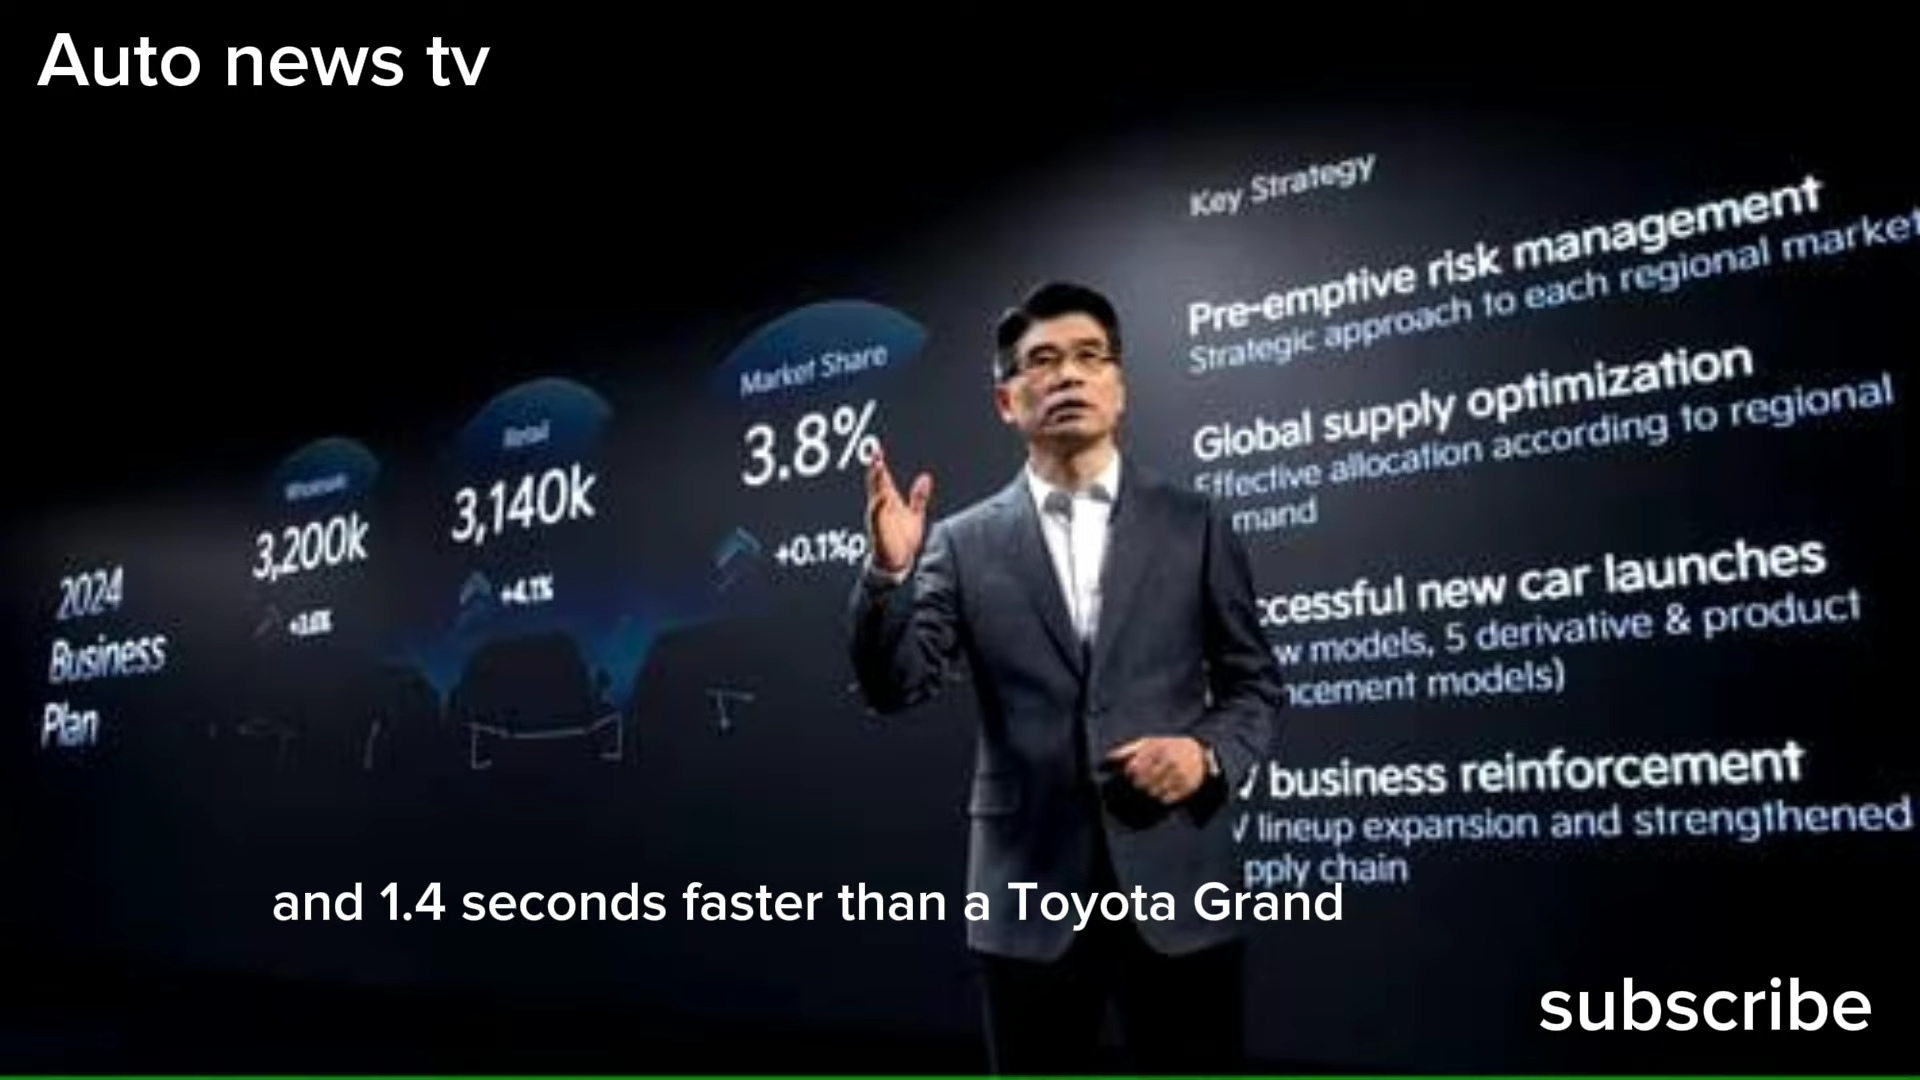 Auto news tv
Key Strategy
Pre-emptive risk management
Strategic approach to each regional market
Market Share
3.8%
+0.1%p
Retail
3,140k
+4.1%
3,200k
2024
Business
Plan
Global supply optimization
Effective allocation according to regional
mand
ccessful new car launches
w models, 5 derivative & product
ncement models)
business reinforcement
lineup expansion and strengthened
pply chain
and 1.4 seconds faster than a Toyota Grand
subscribe